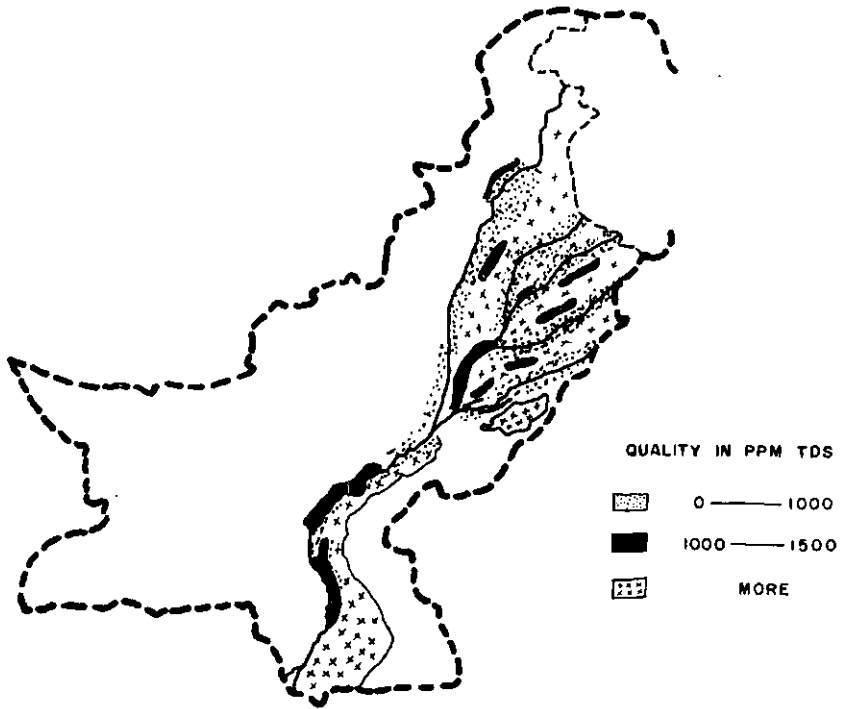 QUALITY IN PPM TDS
0 —— 1000
1000 —— 1500
MORE